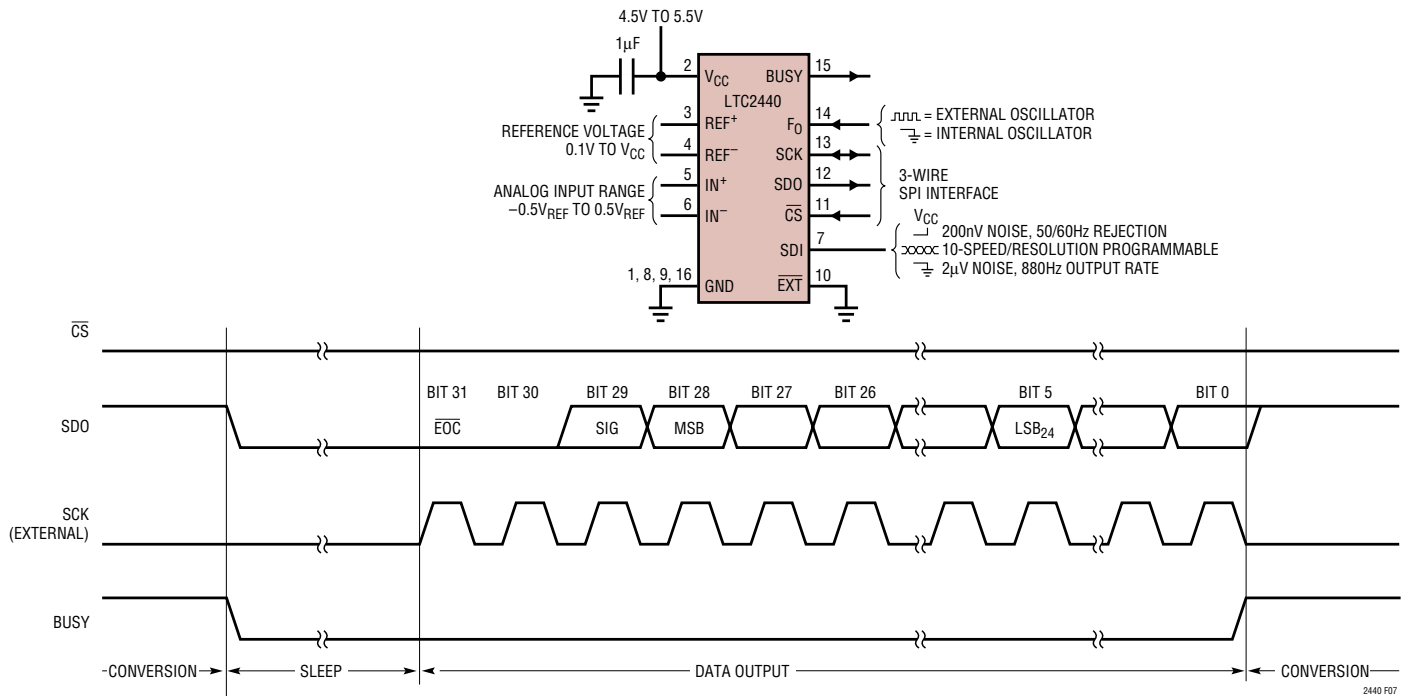 4.5V TO 5.5V
1µF
2 VCC BUSY 15
LTC2440
3 REF+ FO 14
REFERENCE VOLTAGE
0.1V TO VCC
4 REF− SCK 13
= EXTERNAL OSCILLATOR
= INTERNAL OSCILLATOR
5 IN+ SDO 12
ANALOG INPUT RANGE
−0.5VREF TO 0.5VREF
6 IN− CS 11
3-WIRE
SPI INTERFACE
SDI 7
VCC
200nV NOISE, 50/60Hz REJECTION
10-SPEED/RESOLUTION PROGRAMMABLE
2µV NOISE, 880Hz OUTPUT RATE
1, 8, 9, 16 GND EXT 10
CS
BIT 31 BIT 30 BIT 29 BIT 28 BIT 27 BIT 26 BIT 5 BIT 0
SDO EOC SIG MSB LSB24
SCK
(EXTERNAL)
BUSY
CONVERSION SLEEP DATA OUTPUT CONVERSION
2440 F07